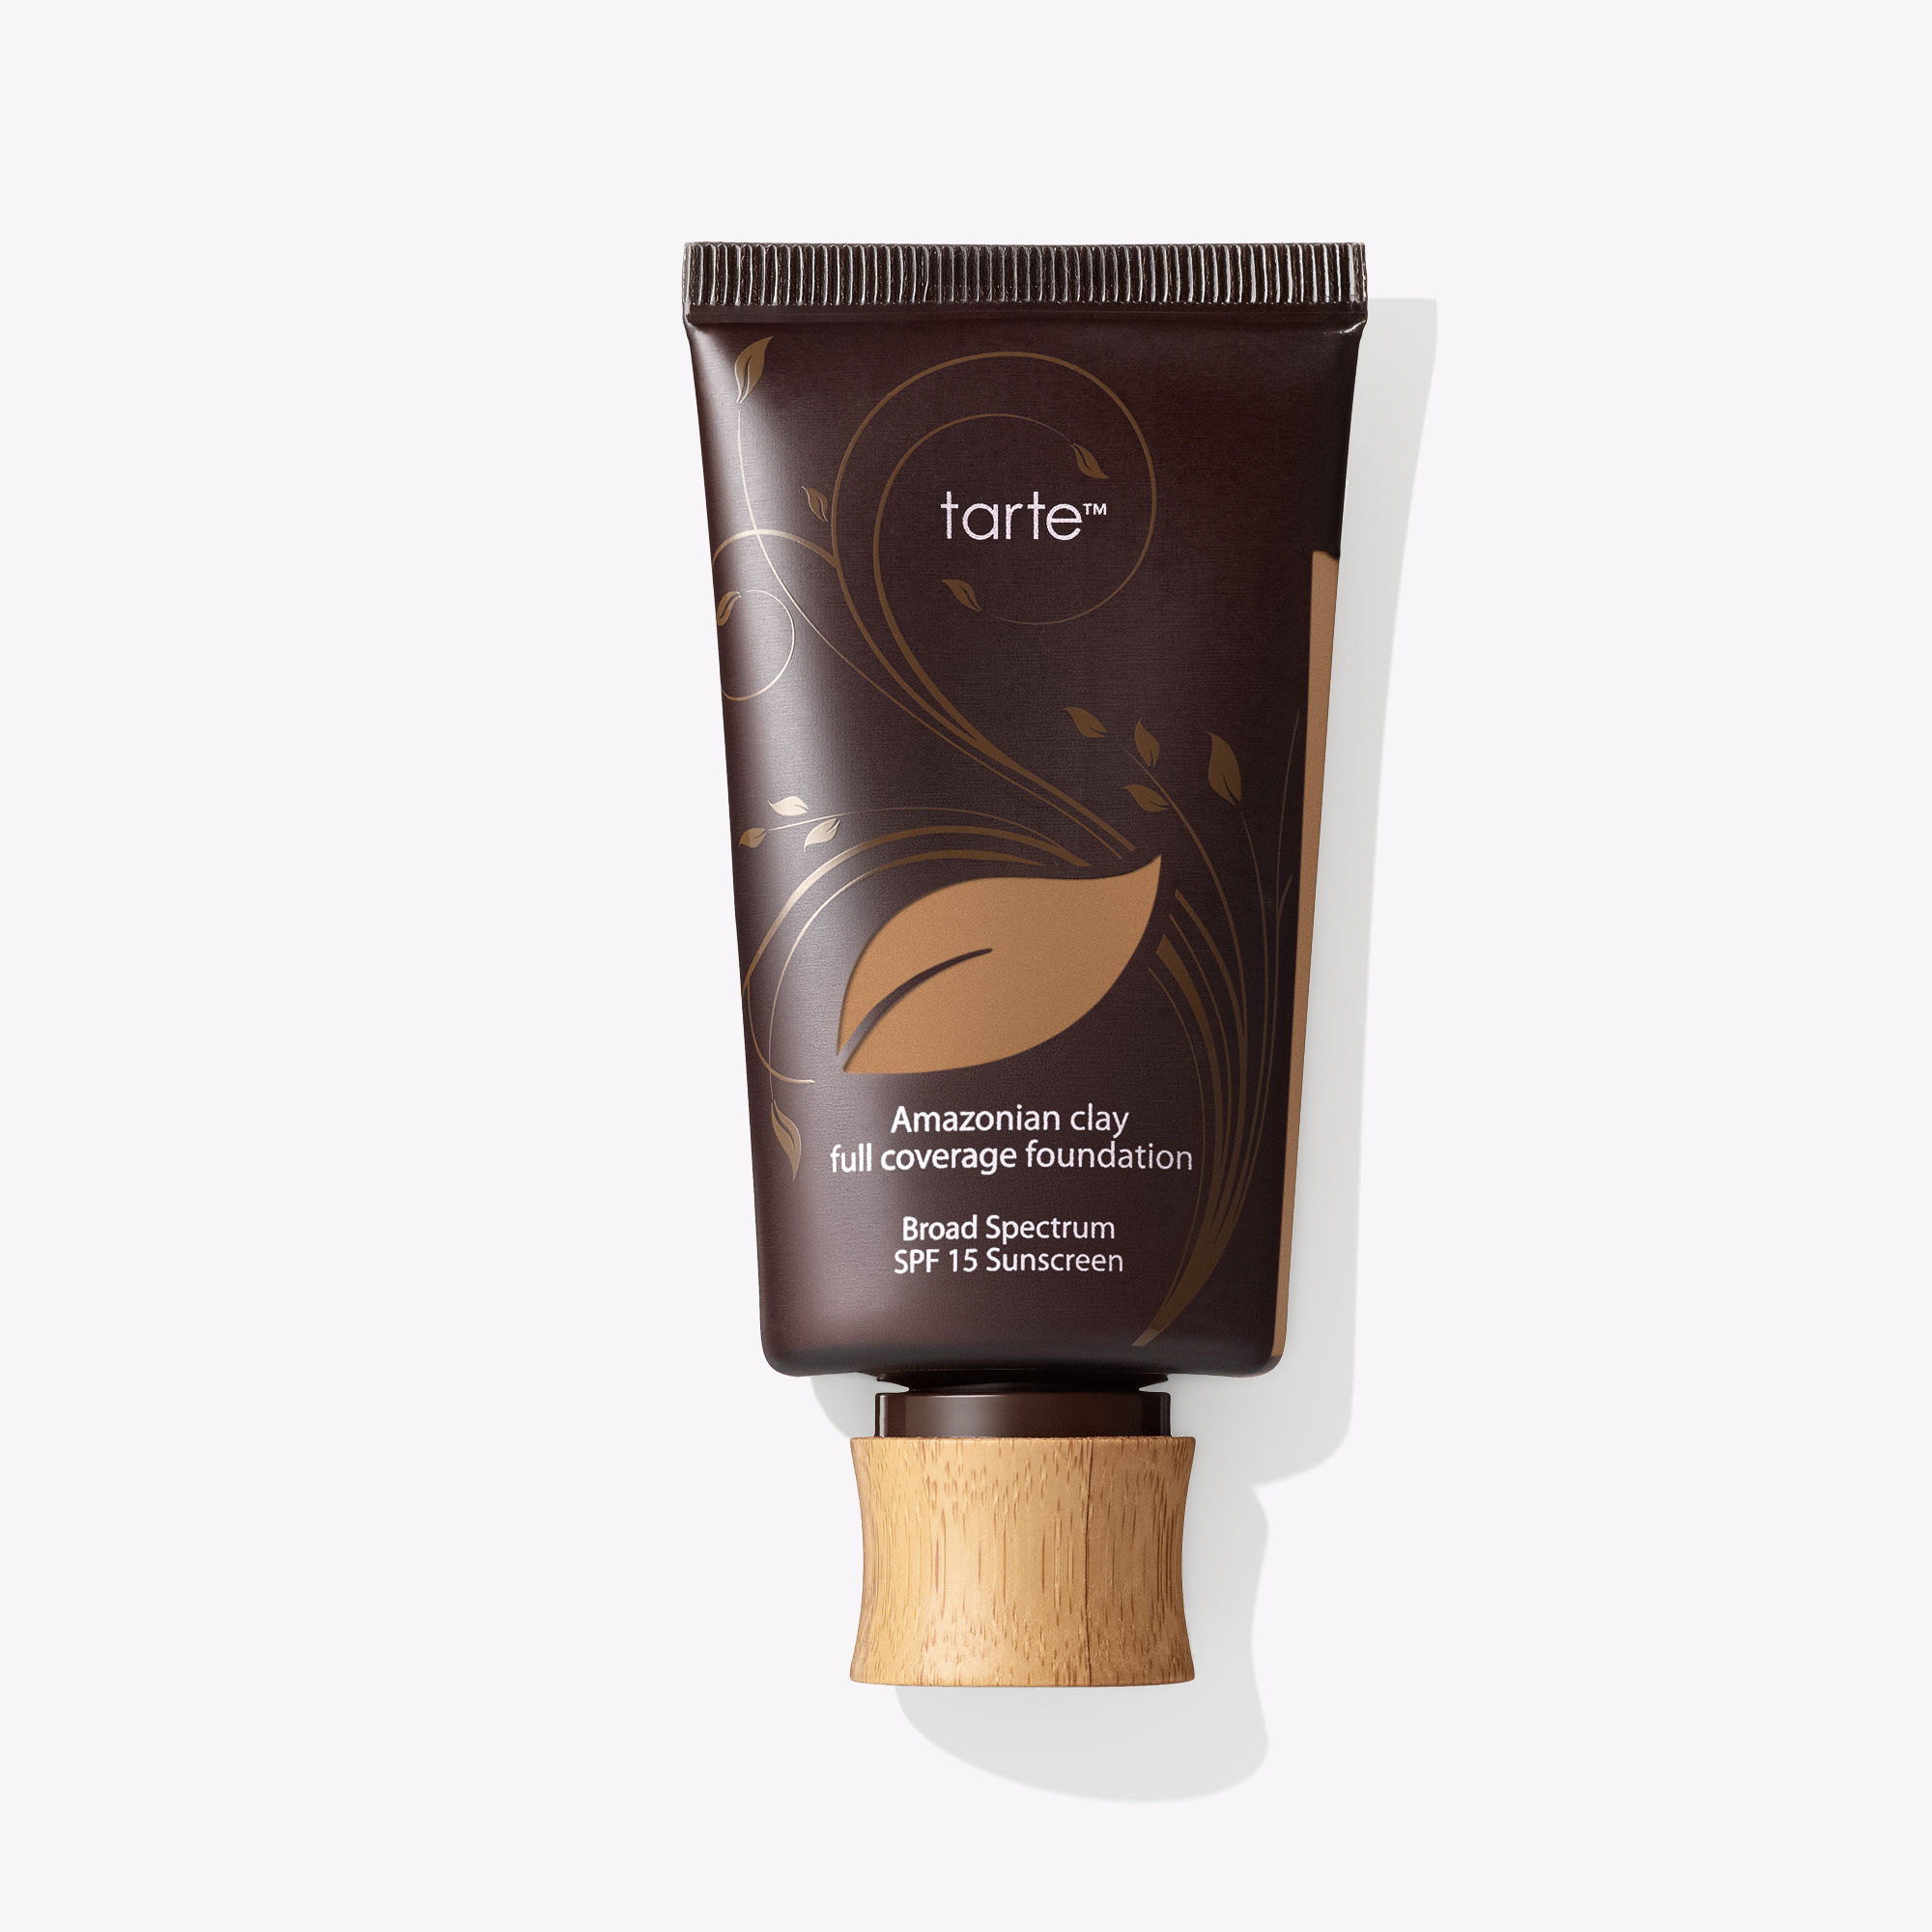 tarte™
Amazonian clay
full coverage foundation
Broad Spectrum
SPF 15 Sunscreen